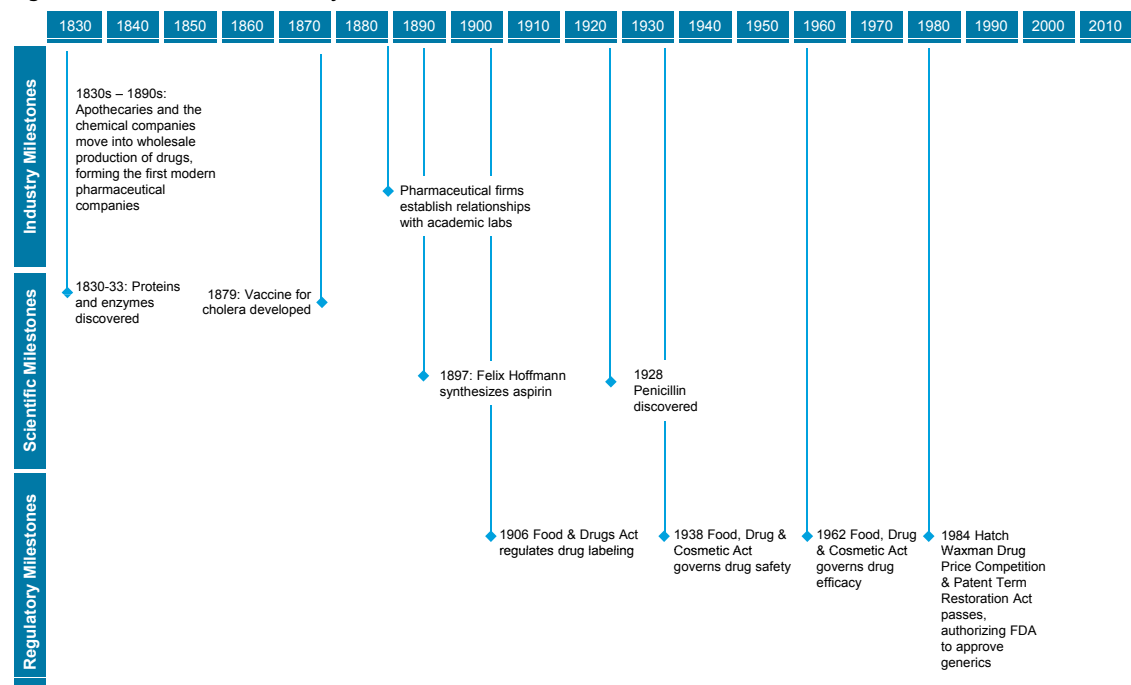 1830 1840 1850 1860 1870 1880 1890 1900 1910 1920 1930 1940 1950 1960 1970 1980 1990 2000 2010
Industry Milestones
1830s – 1890s:
Apothecaries and the
chemical companies
move into wholesale
production of drugs,
forming the first modern
pharmaceutical
companies
Pharmaceutical firms
establish relationships
with academic labs
Scientific Milestones
1830-33: Proteins
and enzymes
discovered
1879: Vaccine for
cholera developed
1897: Felix Hoffmann
synthesizes aspirin
1928
Penicillin
discovered
Regulatory Milestones
1906 Food & Drugs Act
regulates drug labeling
1938 Food, Drug &
Cosmetic Act
governs drug safety
1962 Food, Drug
& Cosmetic Act
governs drug
efficacy
1984 Hatch
Waxman Drug
Price Competition
& Patent Term
Restoration Act
passes,
authorizing FDA
to approve
generics